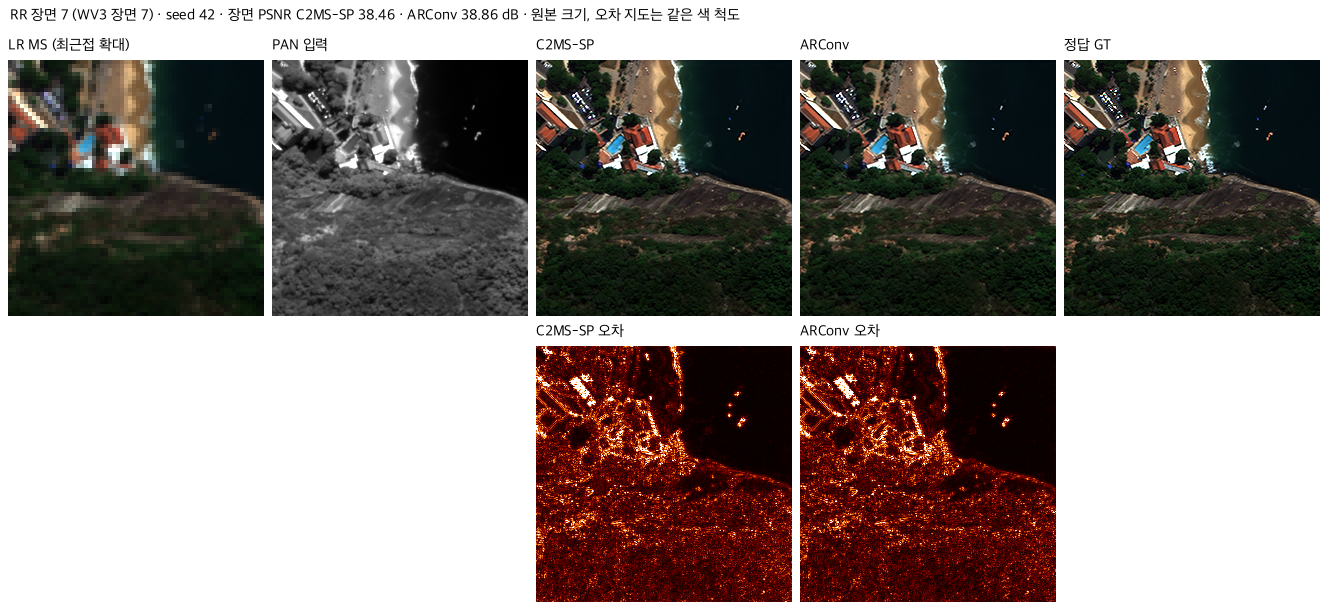 RR 장면 7 (WV3 장면 7) · seed 42 · 장면 PSNR C2MS-SP 38.46 · ARConv 38.86 dB · 원본 크기, 오차 지도는 같은 색 척도
LR MS (최근접 확대)
PAN 입력
C2MS-SP
ARConv
정답 GT
C2MS-SP 오차
ARConv 오차